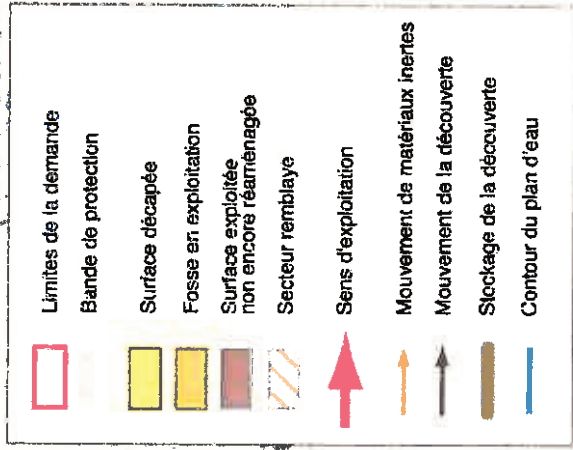 Limites de la demande
Bande de protection
Surface décapée
Fosse en exploitation
Surface exploitée
non encore réaménagée
Secteur remblaye
Sens d'exploitation
Mouvement de matériaux inertes
Mouvement de la découverte
Stockage de la découverte
Contour du plan d'eau